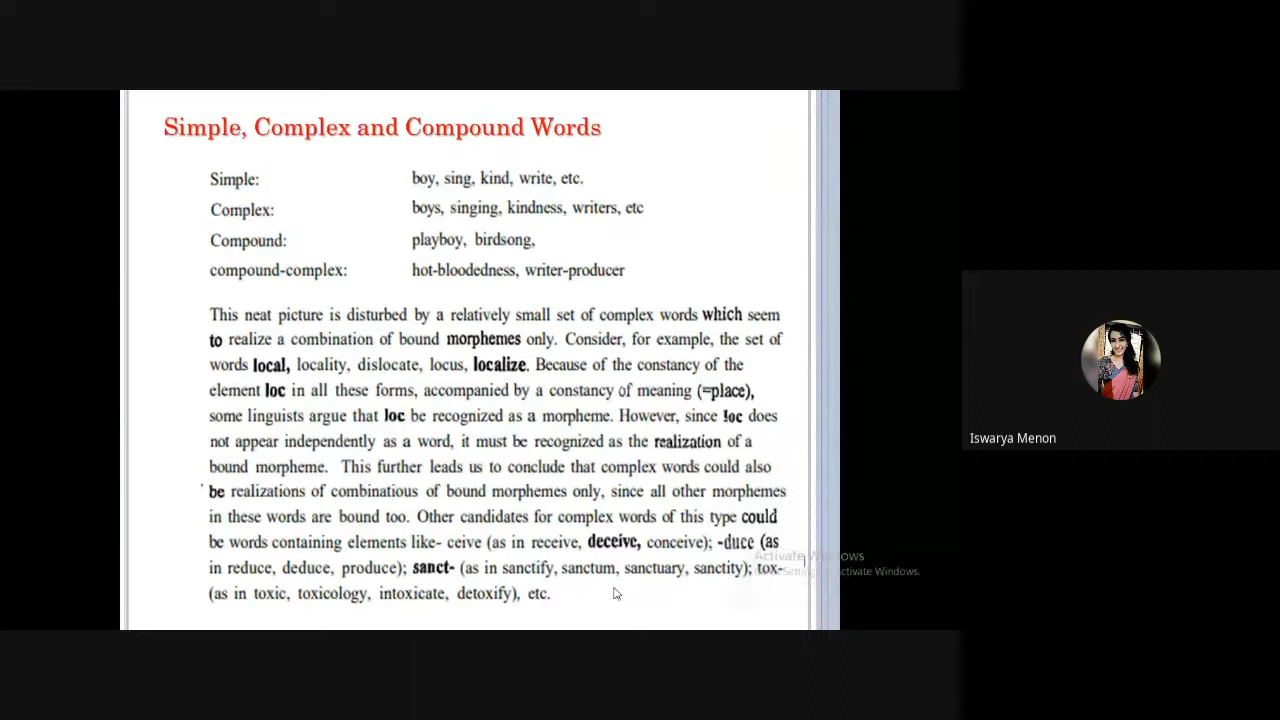 Simple, Complex and Compound Words
Simple: boy, sing, kind, write, etc.
Complex: boys, singing, kindness, writers, etc
Compound: playboy, birdsong,
compound-complex: hot-bloodedness, writer-producer
This neat picture is disturbed by a relatively small set of complex words which seem
to realize a combination of bound morphemes only. Consider, for example, the set of
words local, locality, dislocate, locus, localize. Because of the constancy of the
element loc in all these forms, accompanied by a constancy of meaning (=place),
some linguists argue that loc be recognized as a morpheme. However, since loc does
not appear independently as a word, it must be recognized as the realization of a
bound morpheme. This further leads us to conclude that complex words could also
be realizations of combinatious of bound morphemes only, since all other morphemes
in these words are bound too. Other candidates for complex words of this type could
be words containing elements like- ceive (as in receive, deceive, conceive); -duce (as
in reduce, deduce, produce); sanct- (as in sanctify, sanctum, sanctuary, sanctity); tox-
(as in toxic, toxicology, intoxicate, detoxify), etc.
Activate Windows
activate Windows.
Iswarya Menon